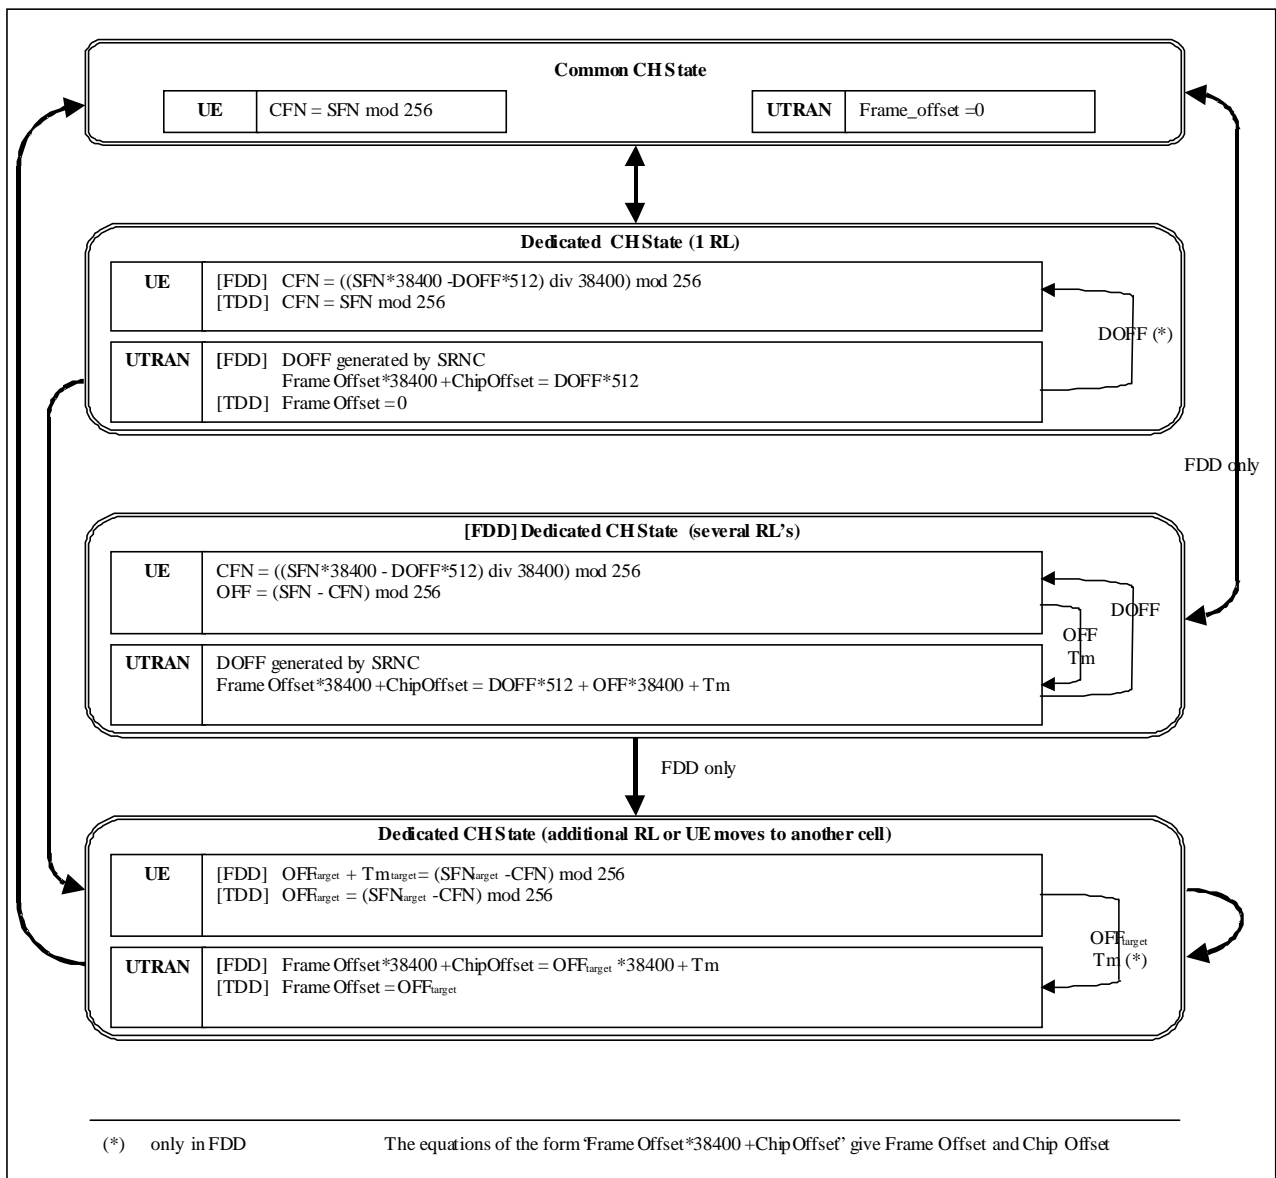 Common CH State
UE CFN = SFN mod 256
UTRAN Frame_offset =0
Dedicated CH State (1 RL)
UE [FDD] CFN = ((SFN*38400 -DOFF*512) div 38400) mod 256
[TDD] CFN = SFN mod 256
DOFF (*)
UTRAN [FDD] DOFF generated by SRNC
Frame Offset*38400 +ChipOffset = DOFF*512
[TDD] Frame Offset =0
FDD only
[FDD] Dedicated CH State (several RL's)
UE CFN = ((SFN*38400 - DOFF*512) div 38400) mod 256
OFF = (SFN - CFN) mod 256
DOFF
OFF
Tm
UTRAN DOFF generated by SRNC
Frame Offset*38400 +ChipOffset = DOFF*512 + OFF*38400 + Tm
FDD only
Dedicated CH State (additional RL or UE moves to another cell)
UE [FDD] OFFtarget + Tmtarget = (SFNtarget -CFN) mod 256
[TDD] OFFtarget = (SFNtarget -CFN) mod 256
OFFtarget
Tm (*)
UTRAN [FDD] Frame Offset*38400 +ChipOffset = OFFtarget *38400 + Tm
[TDD] Frame Offset = OFFtarget
(*) only in FDD The equations of the form “Frame Offset*38400 +ChipOffset” give Frame Offset and Chip Offset